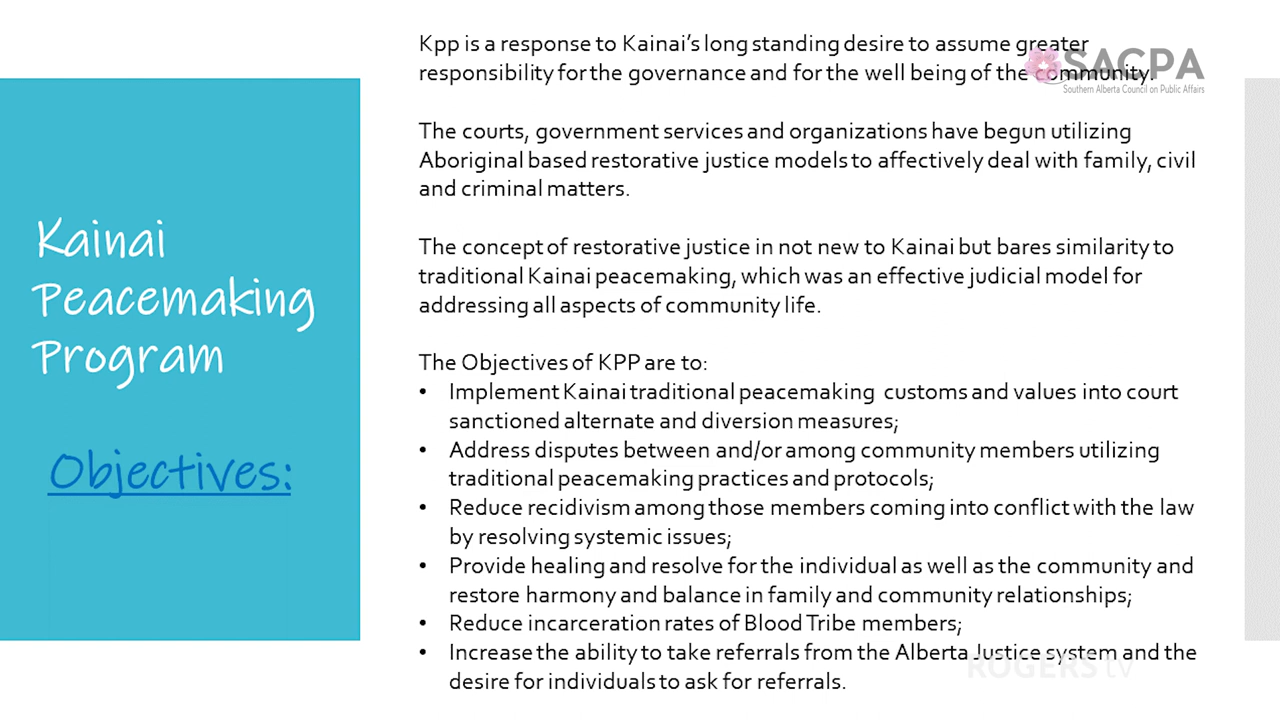 Kainai
Peacemaking
Program
Objectives:
Kpp is a response to Kainai's long standing desire to assume greater
responsibility for the governance and for the well being of the community.
The courts, government services and organizations have begun utilizing
Aboriginal based restorative justice models to affectively deal with family, civil
and criminal matters.
The concept of restorative justice in not new to Kainai but bares similarity to
traditional Kainai peacemaking, which was an effective judicial model for
addressing all aspects of community life.
The Objectives of KPP are to:
• Implement Kainai traditional peacemaking customs and values into court
sanctioned alternate and diversion measures;
• Address disputes between and/or among community members utilizing
traditional peacemaking practices and protocols;
• Reduce recidivism among those members coming into conflict with the law
by resolving systemic issues;
• Provide healing and resolve for the individual as well as the community and
restore harmony and balance in family and community relationships;
• Reduce incarceration rates of Blood Tribe members;
• Increase the ability to take referrals from the Alberta Justice system and the
desire for individuals to ask for referrals.
SACPA
Southern Alberta Council on Public Affairs
ROGERS tv